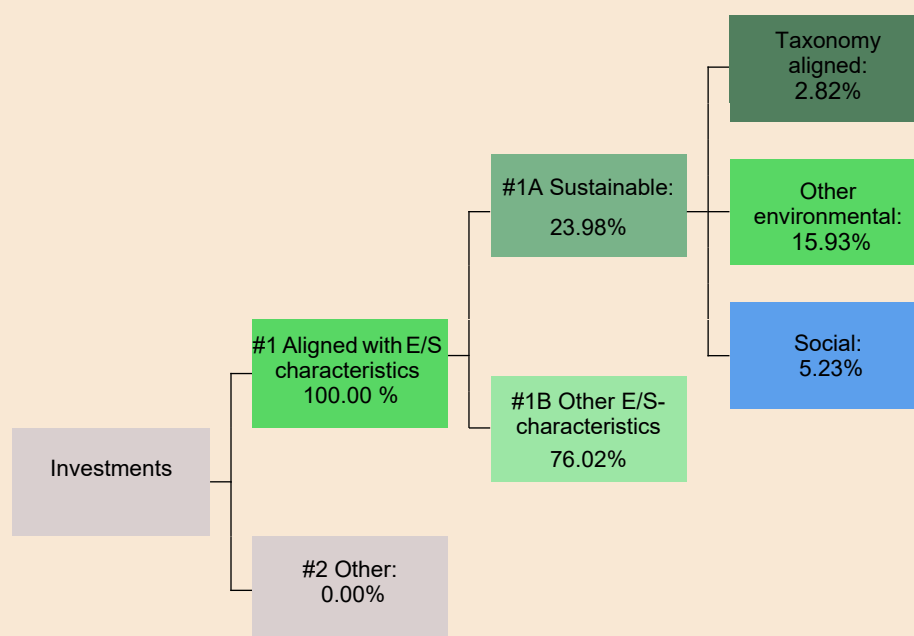 Taxonomy
aligned:
2.82%
#1A Sustainable:
23.98%
Other
environmental:
15.93%
#1 Aligned with E/S
characteristics
100.00 %
Social:
5.23%
#1B Other E/S-
characteristics
76.02%
Investments
#2 Other:
0.00%